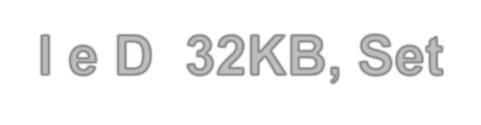 I e D 32KB, Set